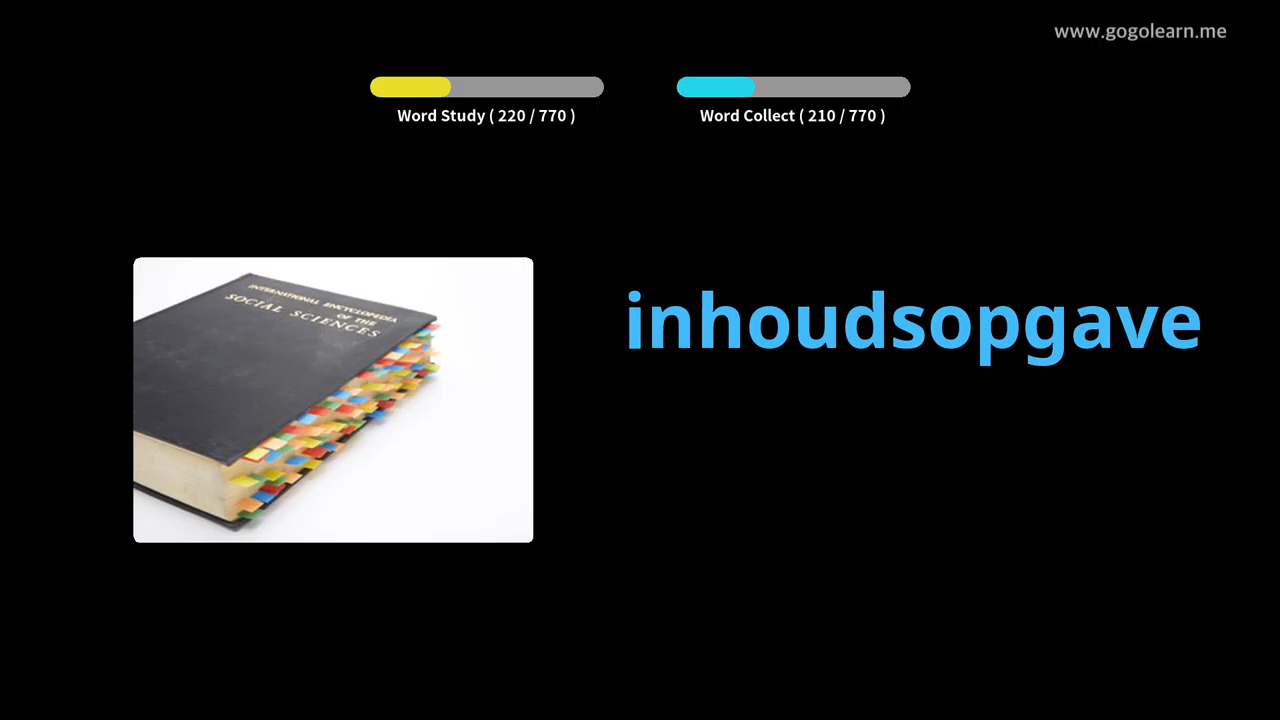 www.gogolearn.me
Word Study ( 220 / 770 )
Word Collect ( 210 / 770 )
INTERNATIONAL ENCYCLOPEDIA
OF THE
SOCIAL SCIENCES
inhoudsopgave